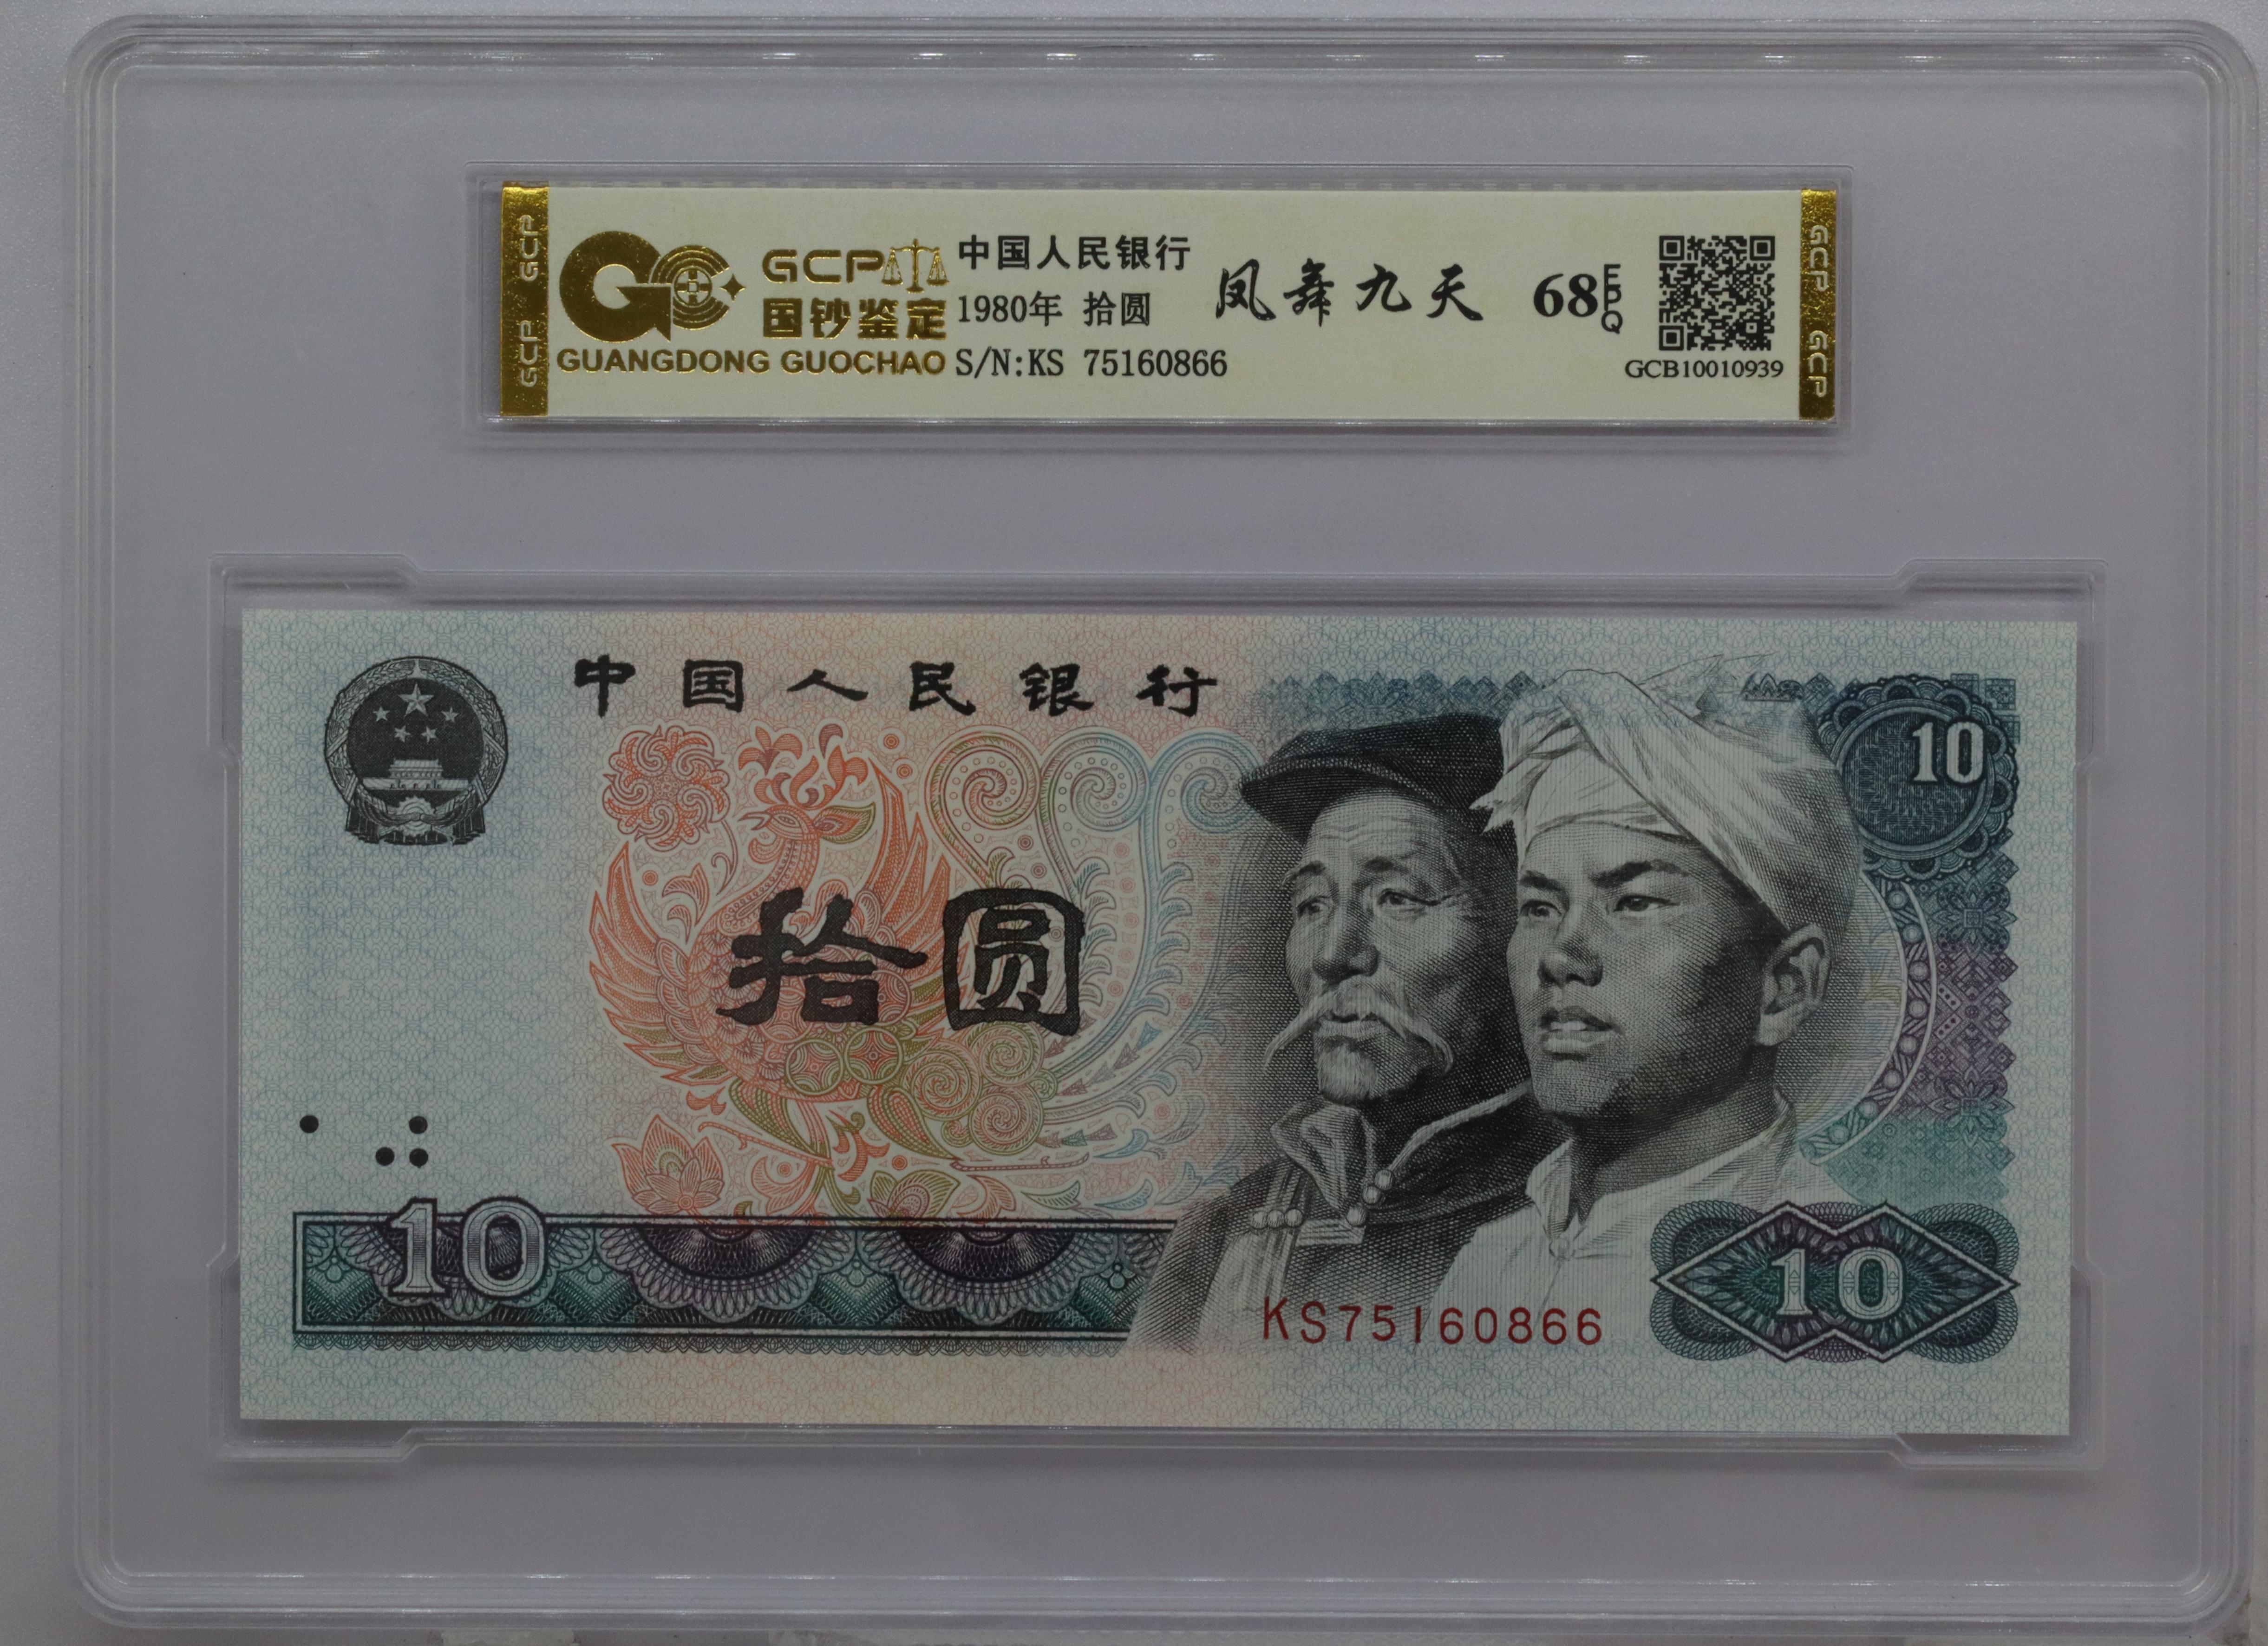 GCP GCP
GCP
国钞鉴定
GUANGDONG GUOCHAO
中国人民银行
1980年 拾圆
S/N:KS 75160866
凤舞九天
68 EPQ
GCB10010939
GCP GCP
中国人民银行
10
拾圆
10
KS75160866
10